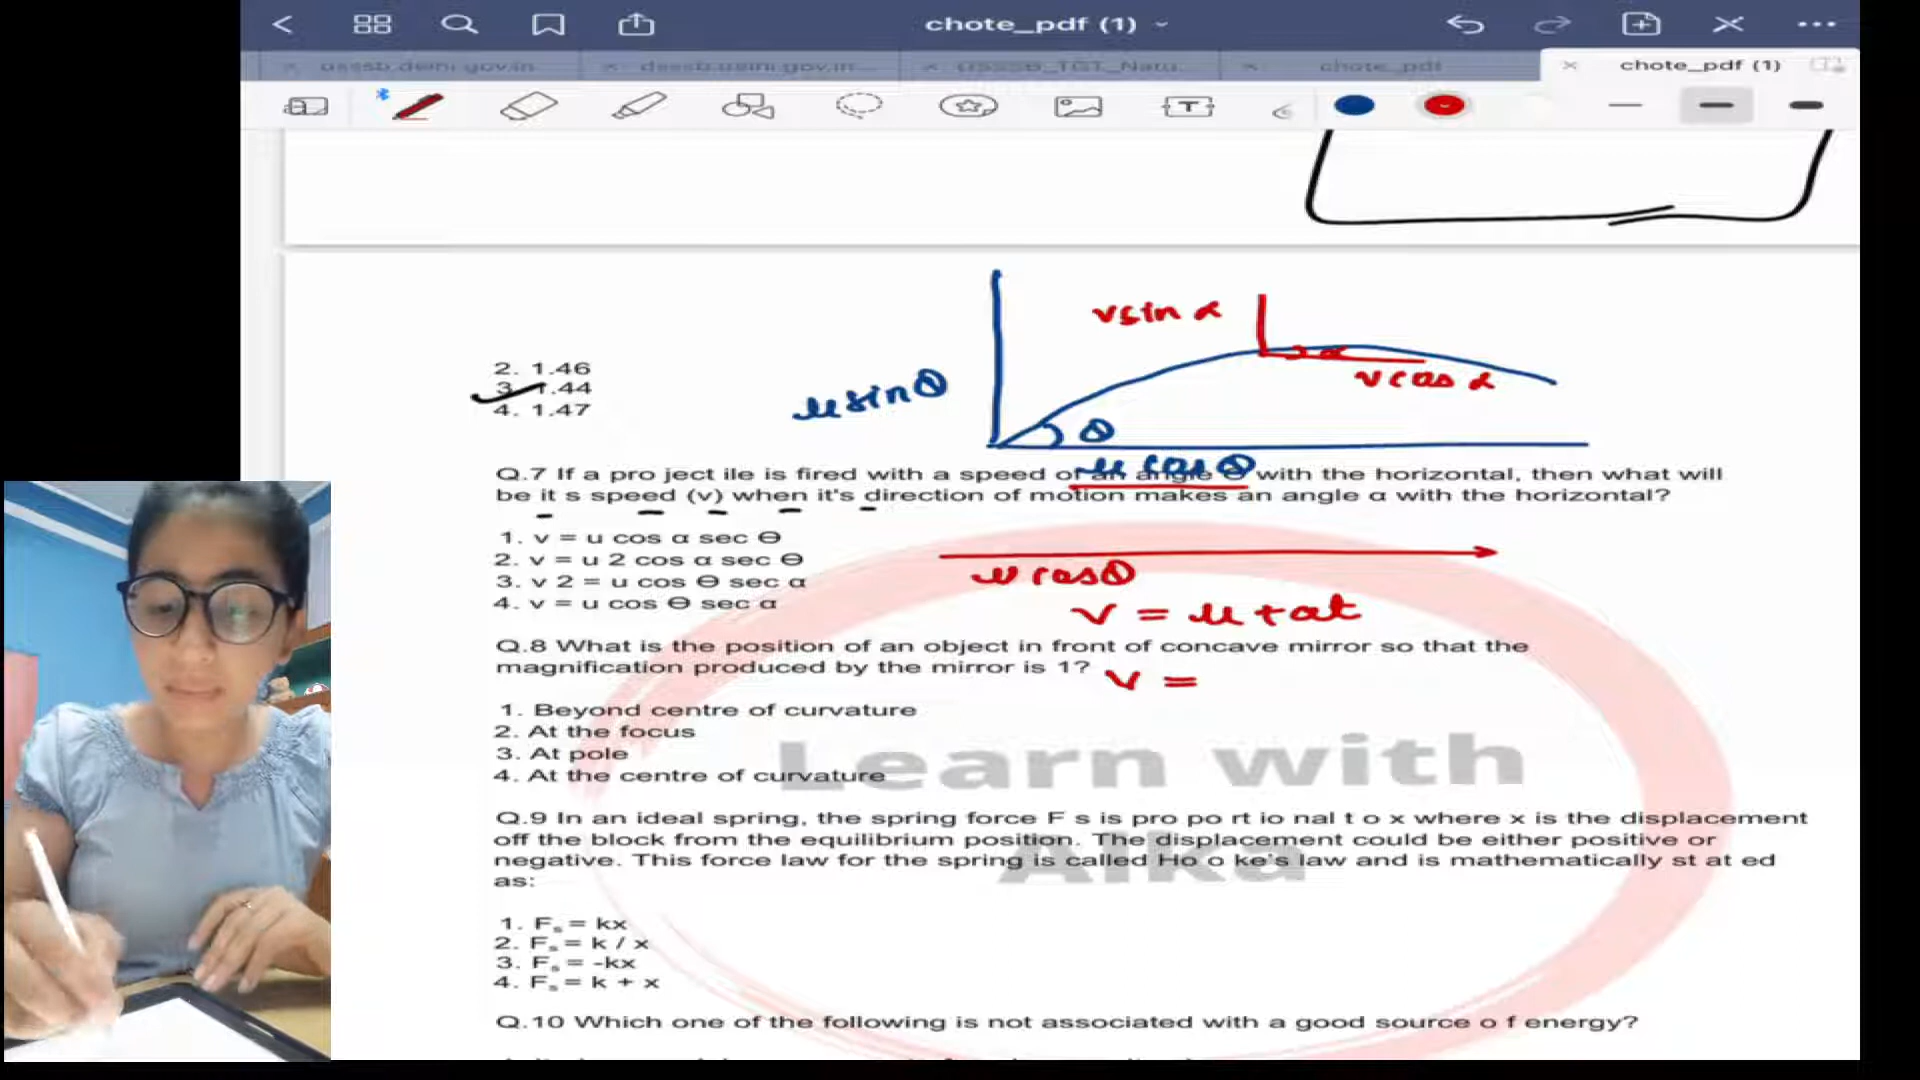 chote_pdf (1)
chote_pdf
chote_pdf (1)
T
v sin α
v cos α
2. 1.46
3. 1.44
4. 1.47
u sin θ
θ
u cos θ
Q.7 If a pro ject ile is fired with a speed of an angle Θ with the horizontal, then what will
be it s speed (v) when it's direction of motion makes an angle α with the horizontal?
1. v = u cos α sec Θ
2. v = u 2 cos α sec Θ
3. v 2 = u cos Θ sec α
4. v = u cos Θ sec α
u cos θ
v = u + at
Q.8 What is the position of an object in front of concave mirror so that the
magnification produced by the mirror is 1?
v =
1. Beyond centre of curvature
2. At the focus
3. At pole
4. At the centre of curvature
Learn with
Alka
Q.9 In an ideal spring, the spring force F s is pro po rt io nal t o x where x is the displacement
off the block from the equilibrium position. The displacement could be either positive or
negative. This force law for the spring is called Ho o ke's law and is mathematically st at ed
as:
1. Fs = kx
2. Fs = k / x
3. Fs = -kx
4. Fs = k + x
Q.10 Which one of the following is not associated with a good source o f energy?